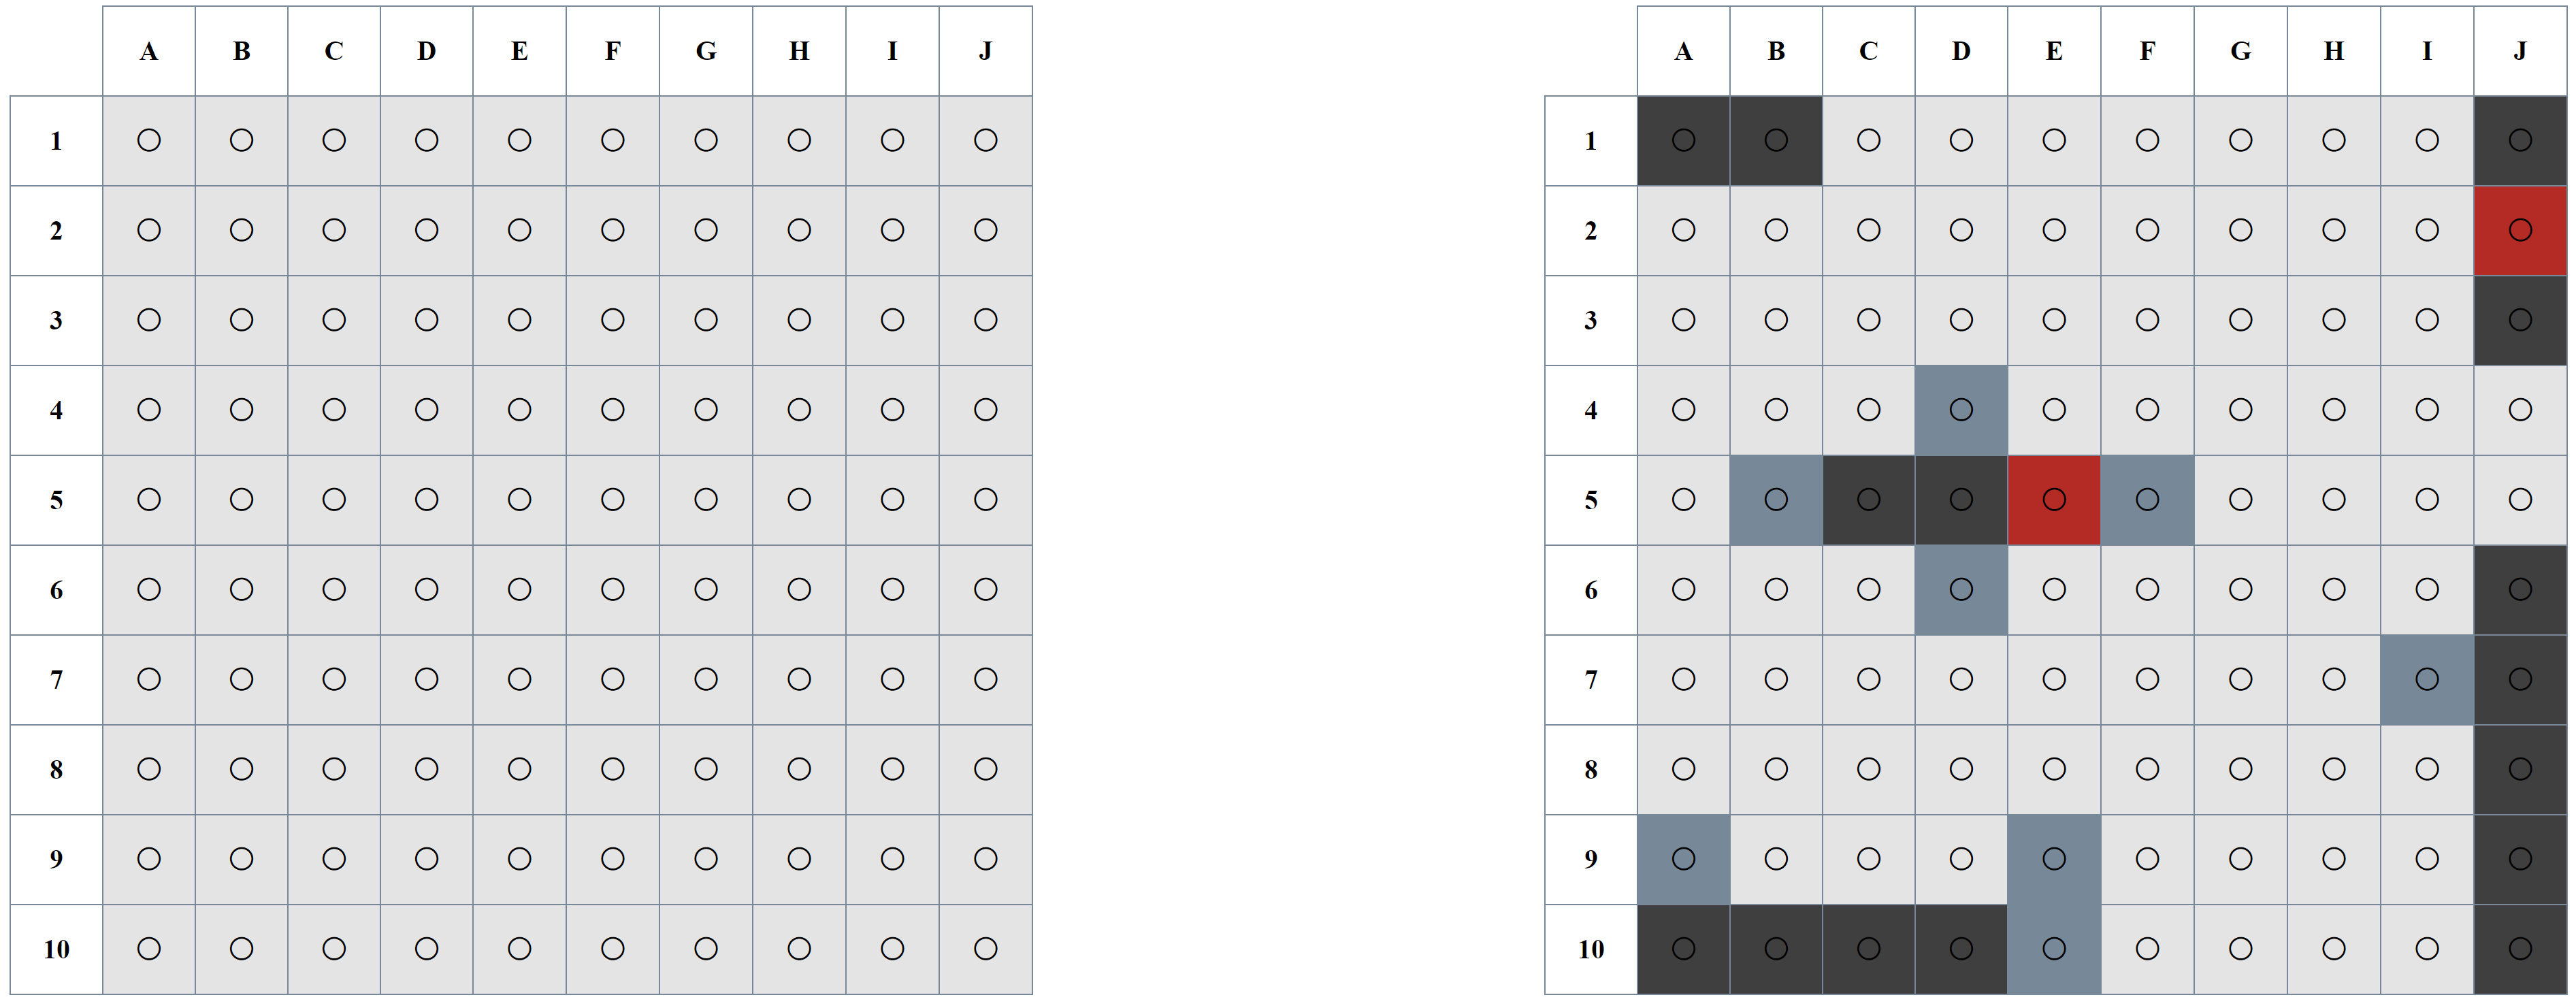 A B C D E F G H I J A B C D E F G H I J
1 ○ ○ ○ ○ ○ ○ ○ ○ ○ ○ 1 ○ ○ ○ ○ ○ ○ ○ ○ ○ ○
2 ○ ○ ○ ○ ○ ○ ○ ○ ○ ○ 2 ○ ○ ○ ○ ○ ○ ○ ○ ○ ○
3 ○ ○ ○ ○ ○ ○ ○ ○ ○ ○ 3 ○ ○ ○ ○ ○ ○ ○ ○ ○ ○
4 ○ ○ ○ ○ ○ ○ ○ ○ ○ ○ 4 ○ ○ ○ ○ ○ ○ ○ ○ ○ ○
5 ○ ○ ○ ○ ○ ○ ○ ○ ○ ○ 5 ○ ○ ○ ○ ○ ○ ○ ○ ○ ○
6 ○ ○ ○ ○ ○ ○ ○ ○ ○ ○ 6 ○ ○ ○ ○ ○ ○ ○ ○ ○ ○
7 ○ ○ ○ ○ ○ ○ ○ ○ ○ ○ 7 ○ ○ ○ ○ ○ ○ ○ ○ ○ ○
8 ○ ○ ○ ○ ○ ○ ○ ○ ○ ○ 8 ○ ○ ○ ○ ○ ○ ○ ○ ○ ○
9 ○ ○ ○ ○ ○ ○ ○ ○ ○ ○ 9 ○ ○ ○ ○ ○ ○ ○ ○ ○ ○
10 ○ ○ ○ ○ ○ ○ ○ ○ ○ ○ 10 ○ ○ ○ ○ ○ ○ ○ ○ ○ ○